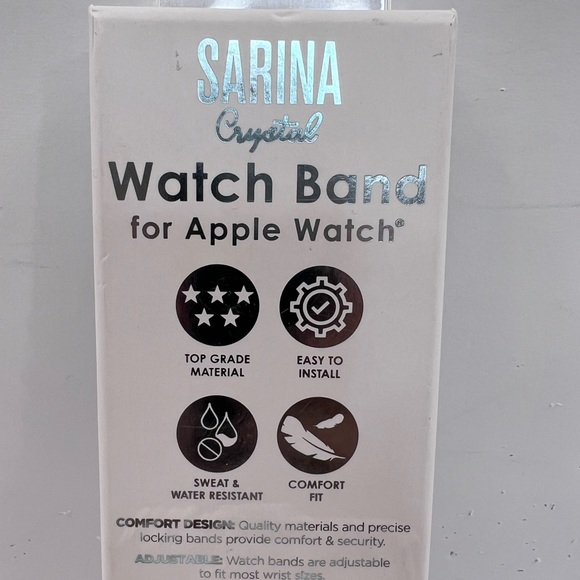 SARINA
Crystal
Watch Band
for Apple Watch®
TOP GRADE
MATERIAL
EASY TO
INSTALL
SWEAT &
WATER RESISTANT
COMFORT
FIT
COMFORT DESIGN: Quality materials and precise
locking bands provide comfort & security.
ADJUSTABLE: Watch bands are adjustable
to fit most wrist sizes.